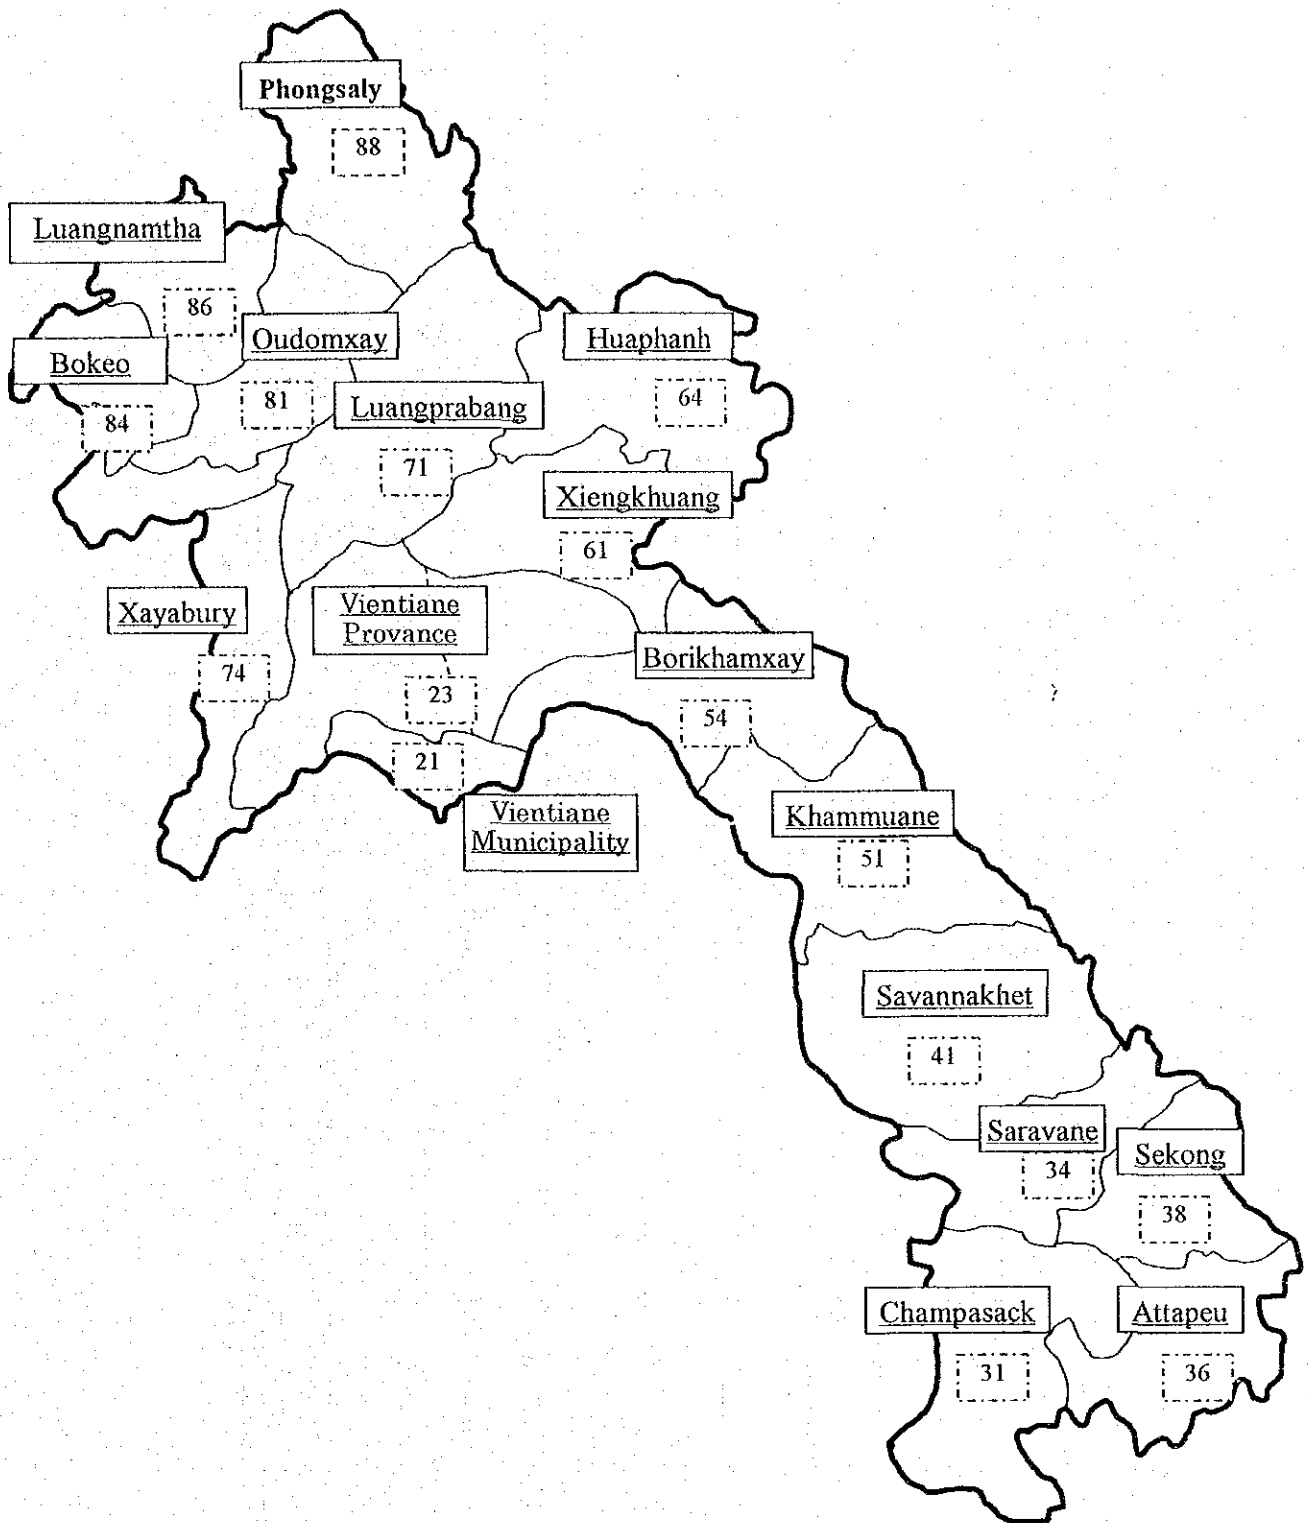 Phongsaly
88
Luangnamtha
86
Oudomxay
Huaphanh
Bokeo
81
Luangprabang
64
84
71
Xiengkhuang
61
Xayabury
Vientiane
Provance
Borikhamxay
74
23
54
21
Vientiane
Municipality
Khammuane
51
Savannakhet
41
Saravane
Sekong
34
38
Champasack
Attapeu
31
36